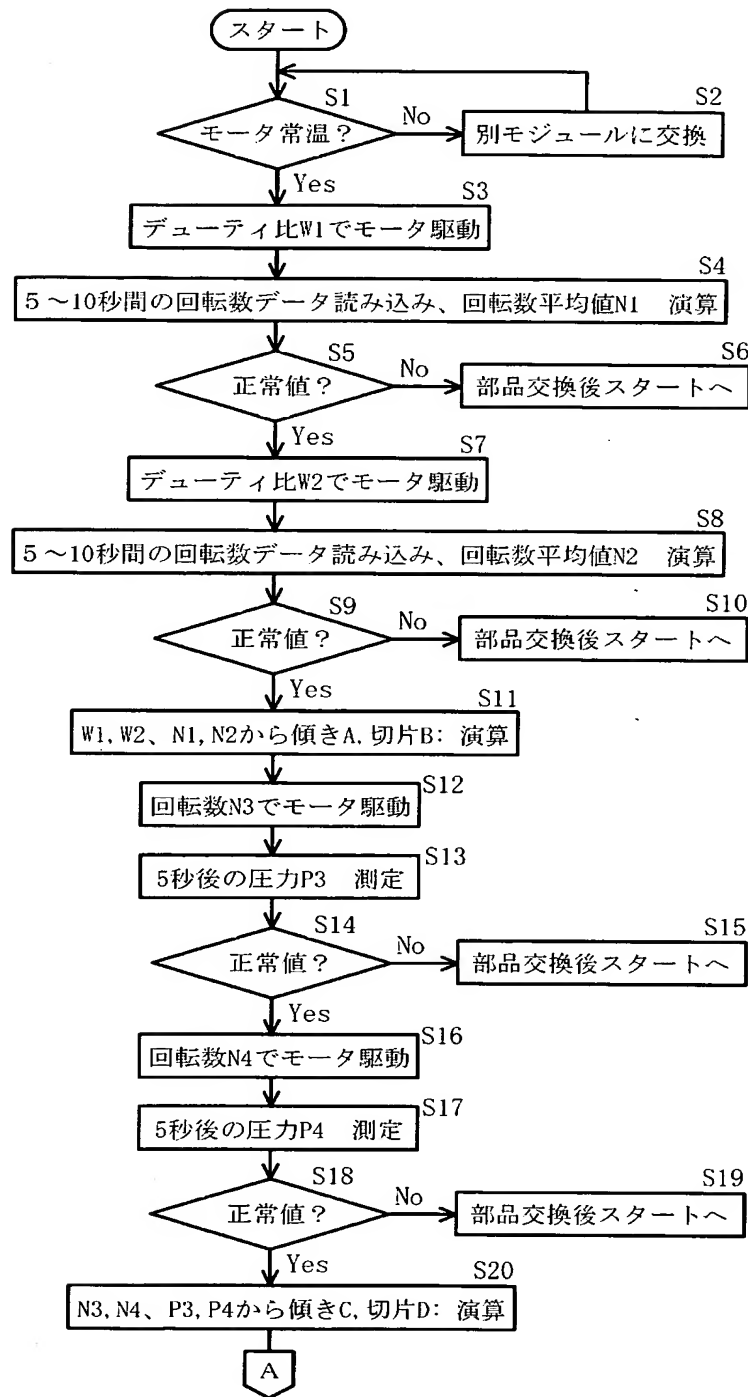 スタート
S1
モータ常温?
No
S2
別モジュールに交換
Yes
S3
デューティ比W1でモータ駆動
S4
5~10秒間の回転数データ読み込み、回転数平均値N1 演算
S5
正常値?
No
S6
部品交換後スタートへ
Yes
S7
デューティ比W2でモータ駆動
S8
5~10秒間の回転数データ読み込み、回転数平均値N2 演算
S9
正常値?
No
S10
部品交換後スタートへ
Yes
S11
W1,W2、N1,N2から傾きA,切片B:演算
S12
回転数N3でモータ駆動
S13
5秒後の圧力P3 測定
S14
正常値?
No
S15
部品交換後スタートへ
Yes
S16
回転数N4でモータ駆動
S17
5秒後の圧力P4 測定
S18
正常値?
No
S19
部品交換後スタートへ
Yes
S20
N3,N4、P3,P4から傾きC,切片D:演算
A